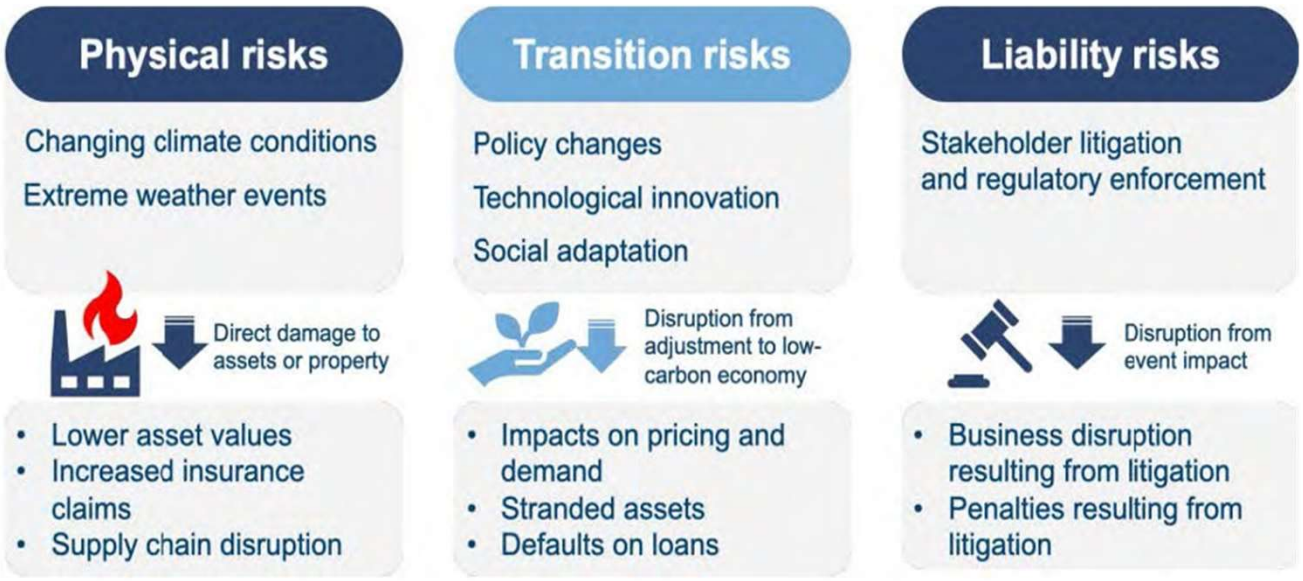 Physical risks
Changing climate conditions
Extreme weather events
Direct damage to
assets or property
• Lower asset values
• Increased insurance
claims
• Supply chain disruption
Transition risks
Policy changes
Technological innovation
Social adaptation
Disruption from
adjustment to low-
carbon economy
• Impacts on pricing and
demand
• Stranded assets
• Defaults on loans
Liability risks
Stakeholder litigation
and regulatory enforcement
Disruption from
event impact
• Business disruption
resulting from litigation
• Penalties resulting from
litigation